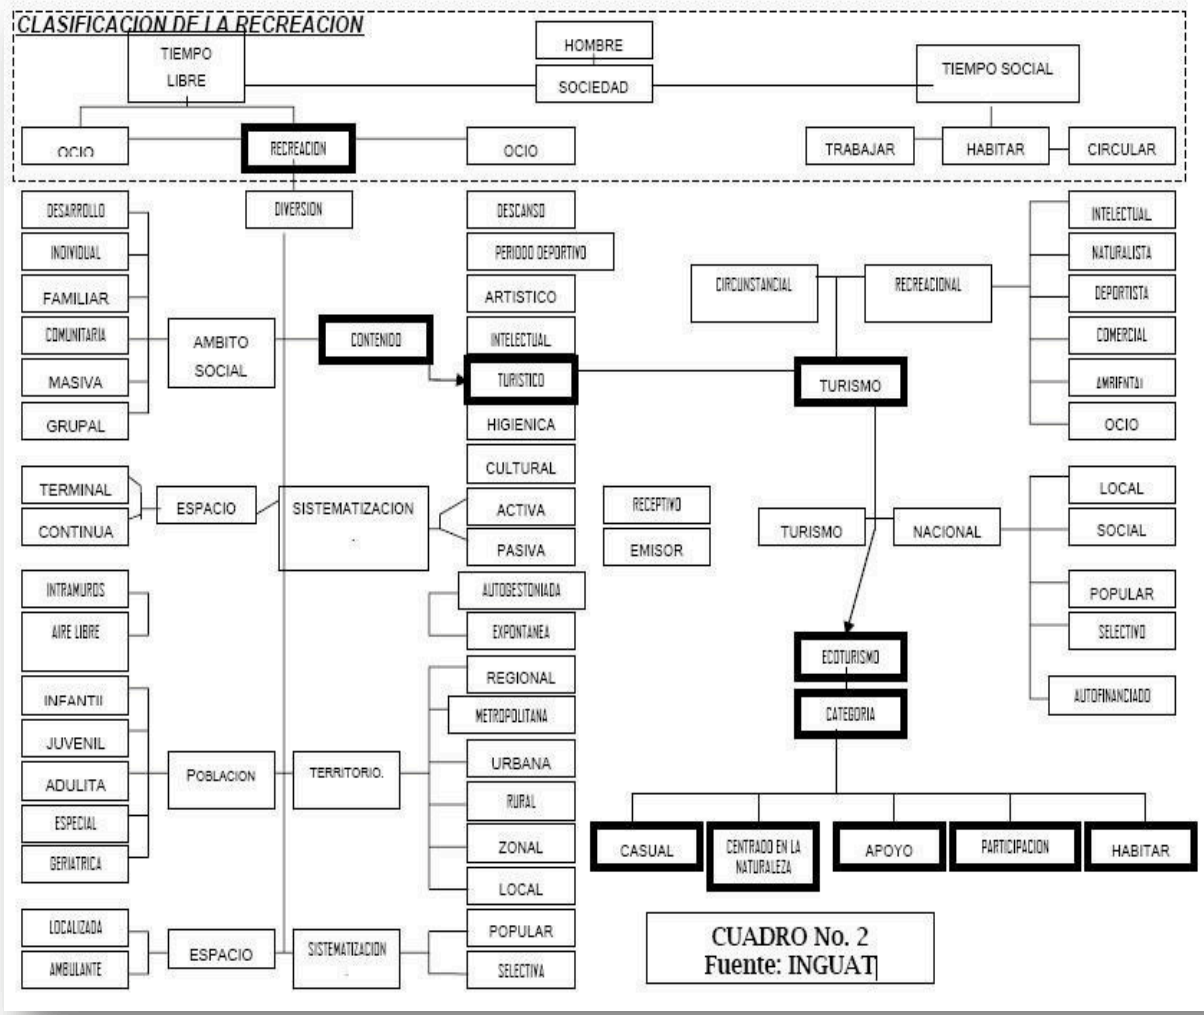 CLASIFICACION DE LA RECREACION
TIEMPO
LIBRE
HOMBRE
SOCIEDAD
TIEMPO SOCIAL
OCIO
RECREACION
OCIO
TRABAJAR
HABITAR
CIRCULAR
DIVERSION
DESARROLLO
INDIVIDUAL
FAMILIAR
COMUNITARIA
MASIVA
GRUPAL
AMBITO
SOCIAL
CONTENIDO
DESCANSO
PERIODO DEPORTIVO
ARTISTICO
INTELECTUAL
TURISTICO
HIGIENICA
CULTURAL
ACTIVA
PASIVA
CIRCUNSTANCIAL
RECREACIONAL
TURISMO
INTELECTUAL
NATURALISTA
DEPORTISTA
COMERCIAL
AMBIENTAL
OCIO
TERMINAL
CONTINUA
ESPACIO
SISTEMATIZACION
.
RECEPTIVO
EMISOR
TURISMO
NACIONAL
LOCAL
SOCIAL
POPULAR
SELECTIVO
AUTOFINANCIADO
INTRAMUROS
AIRE LIBRE
AUTOGESTONIADA
EXPONTANEA
ECOTURISMO
CATEGORIA
INFANTIL
JUVENIL
ADULITA
ESPECIAL
GERIATRICA
POBLACION
TERRITORIO.
REGIONAL
METROPOLITANA
URBANA
RURAL
ZONAL
LOCAL
CASUAL
CENTRADO EN LA
NATURALEZA
APOYO
PARTICIPACION
HABITAR
LOCALIZADA
AMBULANTE
ESPACIO
SISTEMATIZACION
.
POPULAR
SELECTIVA
CUADRO No. 2
Fuente: INGUAT